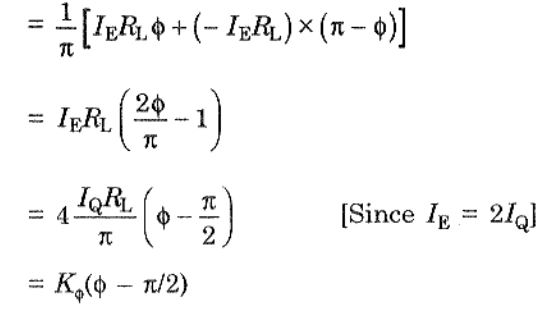 = 1/π [I_E R_L ϕ + (– I_E R_L) × (π – ϕ)]
= I_E R_L (2ϕ/π – 1)
= 4 I_Q R_L/π (ϕ – π/2) [Since I_E = 2I_Q]
= K_ϕ(ϕ – π/2)